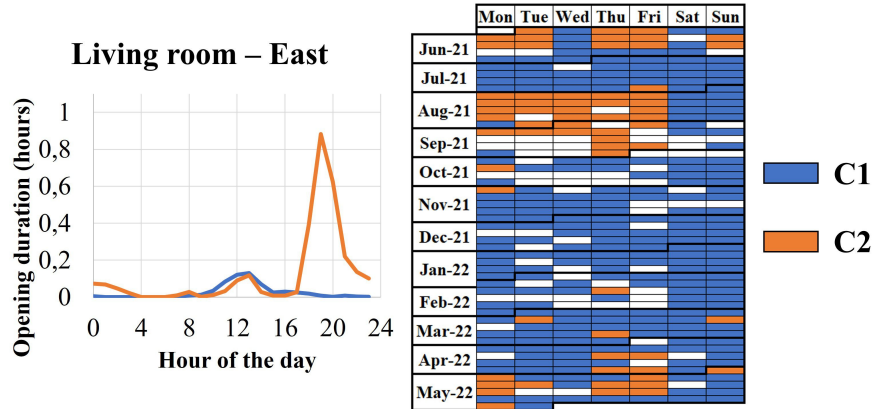 Living room – East
Opening duration (hours)
1
0,8
0,6
0,4
0,2
0
0 4 8 12 16 20 24
Hour of the day
Mon Tue Wed Thu Fri Sat Sun
Jun-21
Jul-21
Aug-21
Sep-21
Oct-21
Nov-21
Dec-21
Jan-22
Feb-22
Mar-22
Apr-22
May-22
C1
C2